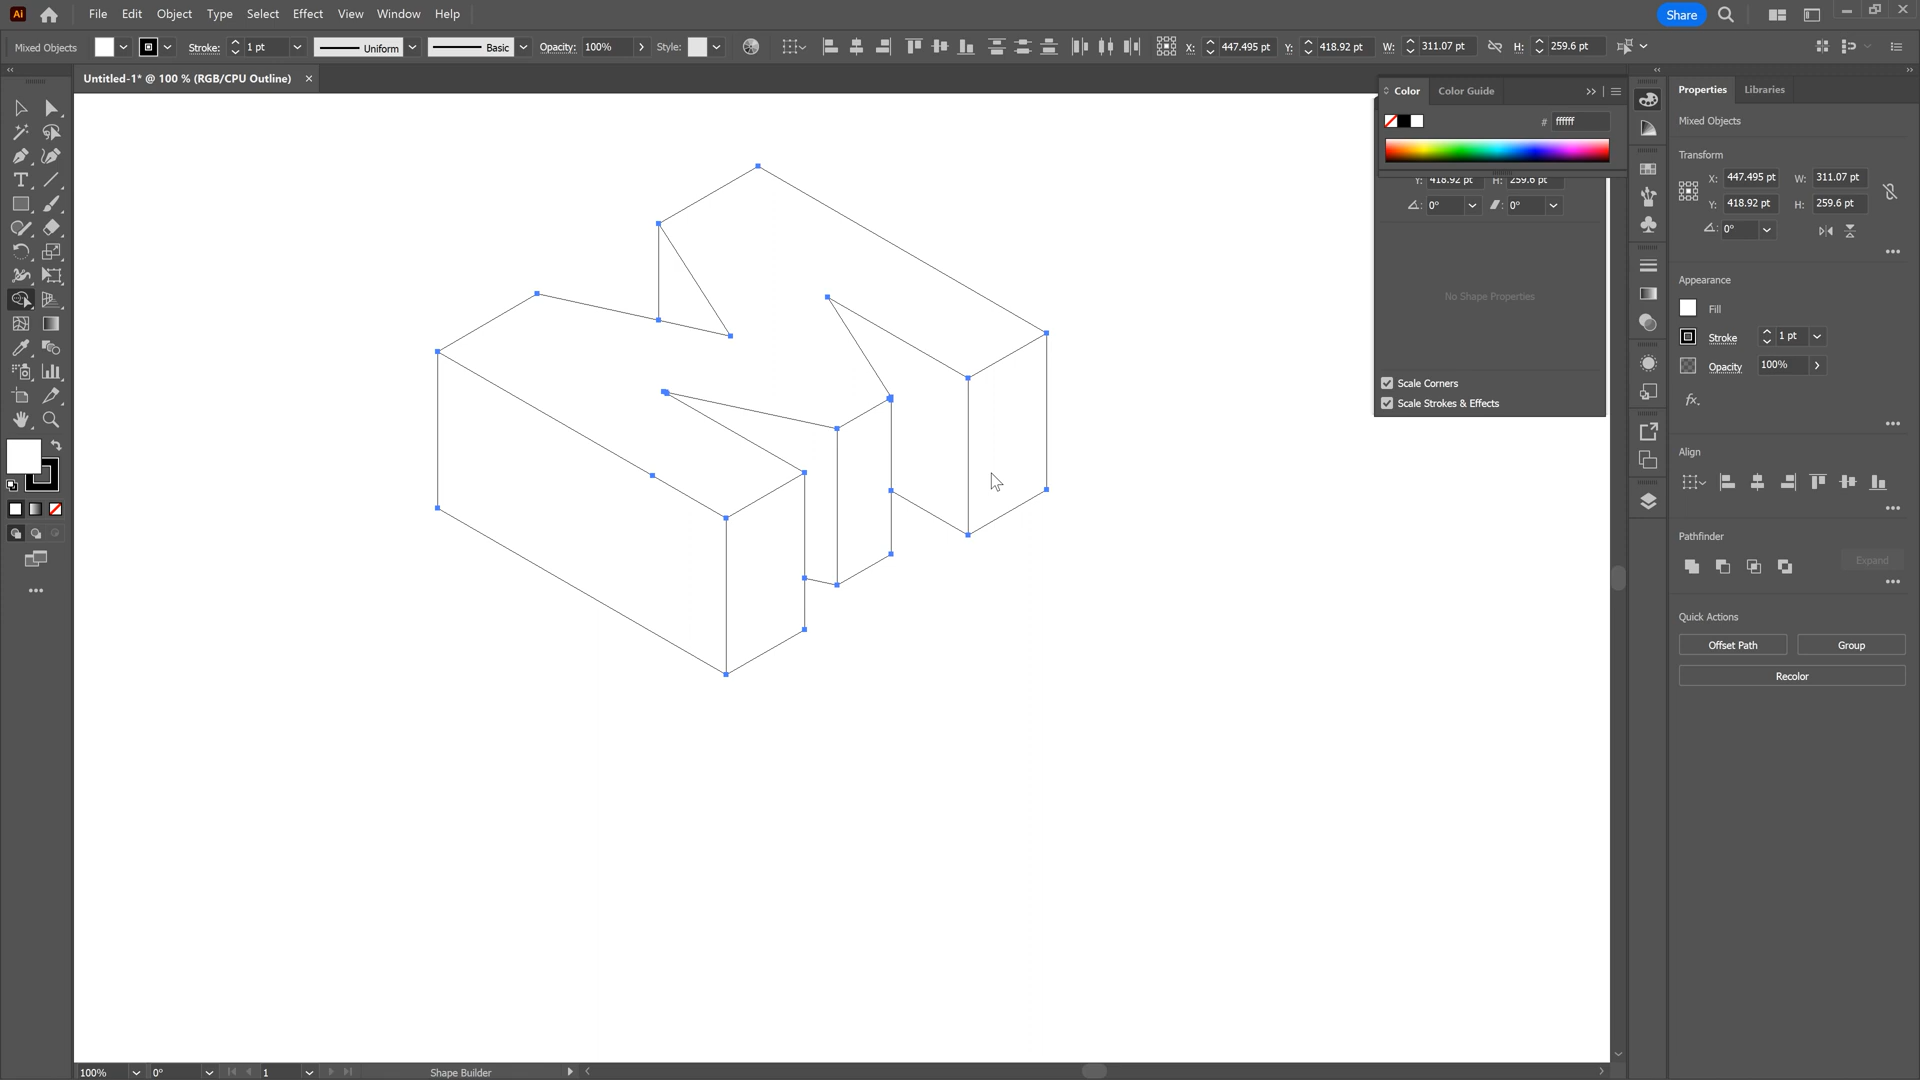 Ai File Edit Object Type Select Effect View Window Help Share
Mixed Objects Stroke: 1 pt Uniform Basic Opacity: 100% Style: X: 447.495 pt Y: 418.92 pt W: 311.07 pt H: 259.6 pt
Untitled-1* @ 100 % (RGB/CPU Outline) ×
Color Color Guide
# ffffff
Y: 418.92 pt H: 259.6 pt
0° 0°
No Shape Properties
Scale Corners
Scale Strokes & Effects
Properties Libraries
Mixed Objects
Transform
X: 447.495 pt W: 311.07 pt
Y: 418.92 pt H: 259.6 pt
0°
Appearance
Fill
Stroke 1 pt
Opacity 100%
fx.
Align
Pathfinder
Expand
Quick Actions
Offset Path Group
Recolor
100% 0° 1 Shape Builder